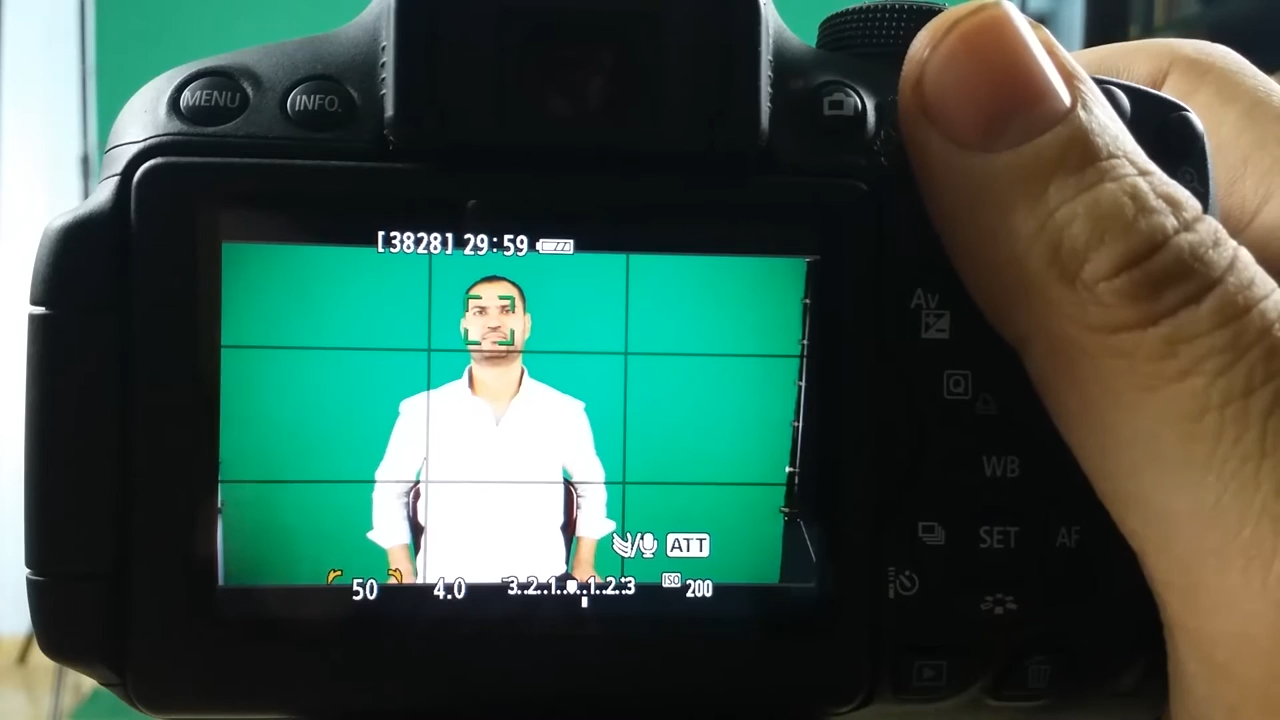 MENU INFO.
[3828] 29:59
Av
Q
WB
ATT
SET AF
50 4.0 3..2..1..0..1..2..3 ISO 200